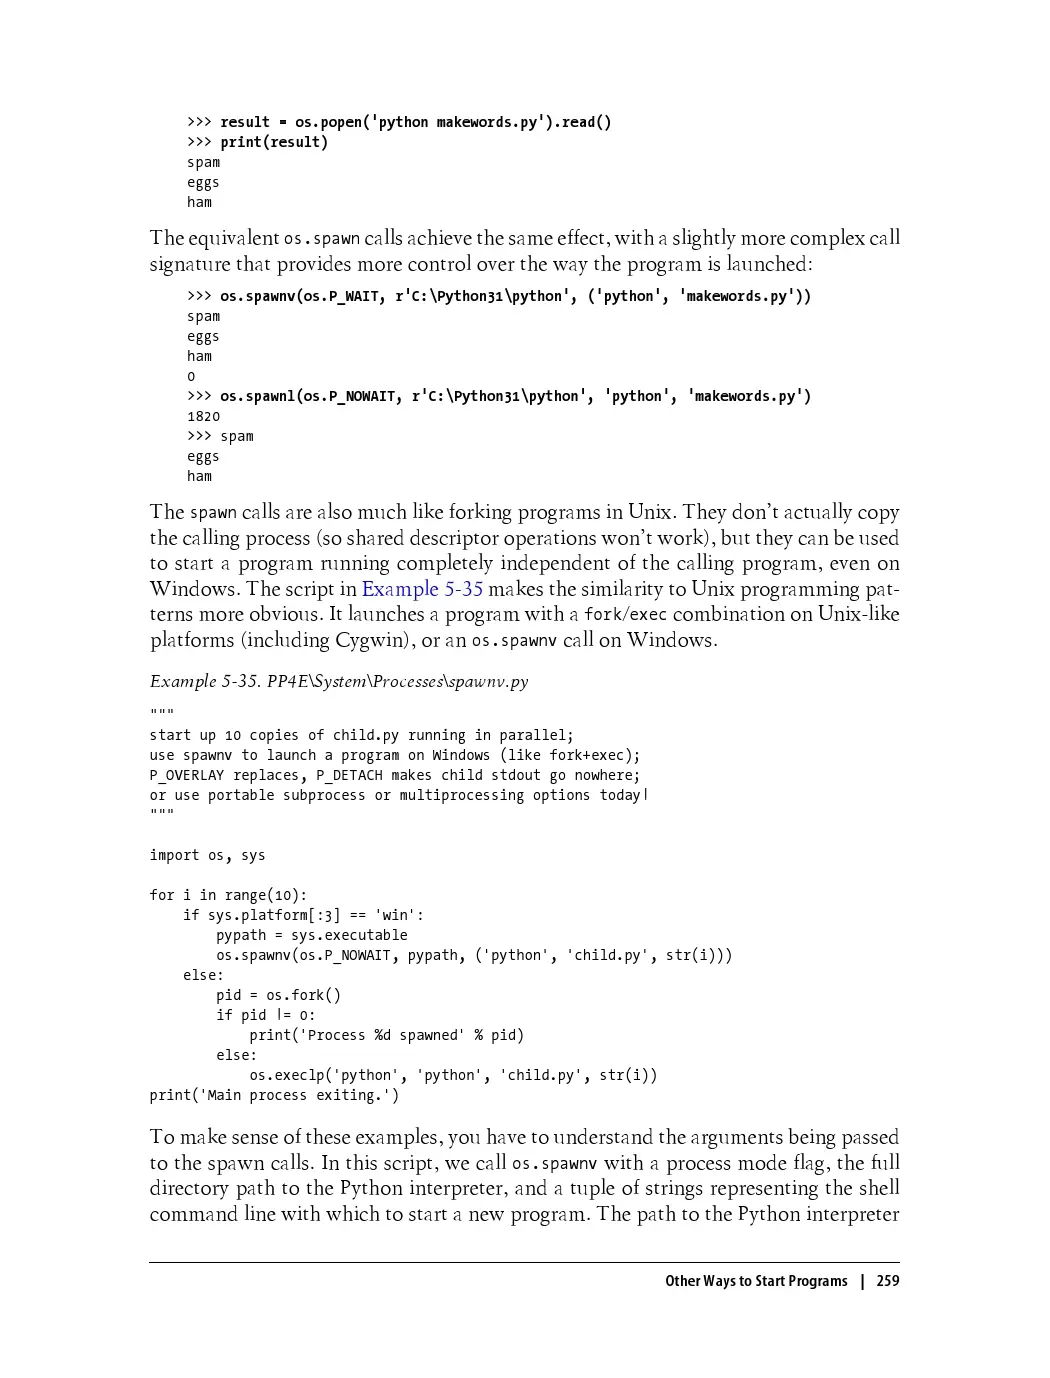 >>> result = os.popen('python makewords.py').read()
>>> print(result)
spam
eggs
ham
The equivalent os.spawn calls achieve the same effect, with a slightly more complex call
signature that provides more control over the way the program is launched:
>>> os.spawnv(os.P_WAIT, r'C:\Python31\python', ('python', 'makewords.py'))
spam
eggs
ham
0
>>> os.spawnl(os.P_NOWAIT, r'C:\Python31\python', 'python', 'makewords.py')
1820
>>> spam
eggs
ham
The spawn calls are also much like forking programs in Unix. They don't actually copy
the calling process (so shared descriptor operations won't work), but they can be used
to start a program running completely independent of the calling program, even on
Windows. The script in Example 5-35 makes the similarity to Unix programming pat-
terns more obvious. It launches a program with a fork/exec combination on Unix-like
platforms (including Cygwin), or an os.spawnv call on Windows.
Example 5-35. PP4E\System\Processes\spawnv.py
"""
start up 10 copies of child.py running in parallel;
use spawnv to launch a program on Windows (like fork+exec);
P_OVERLAY replaces, P_DETACH makes child stdout go nowhere;
or use portable subprocess or multiprocessing options today!
"""
import os, sys
for i in range(10):
    if sys.platform[:3] == 'win':
        pypath = sys.executable
        os.spawnv(os.P_NOWAIT, pypath, ('python', 'child.py', str(i)))
    else:
        pid = os.fork()
        if pid != 0:
            print('Process %d spawned' % pid)
        else:
            os.execlp('python', 'python', 'child.py', str(i))
print('Main process exiting.')
To make sense of these examples, you have to understand the arguments being passed
to the spawn calls. In this script, we call os.spawnv with a process mode flag, the full
directory path to the Python interpreter, and a tuple of strings representing the shell
command line with which to start a new program. The path to the Python interpreter
Other Ways to Start Programs | 259